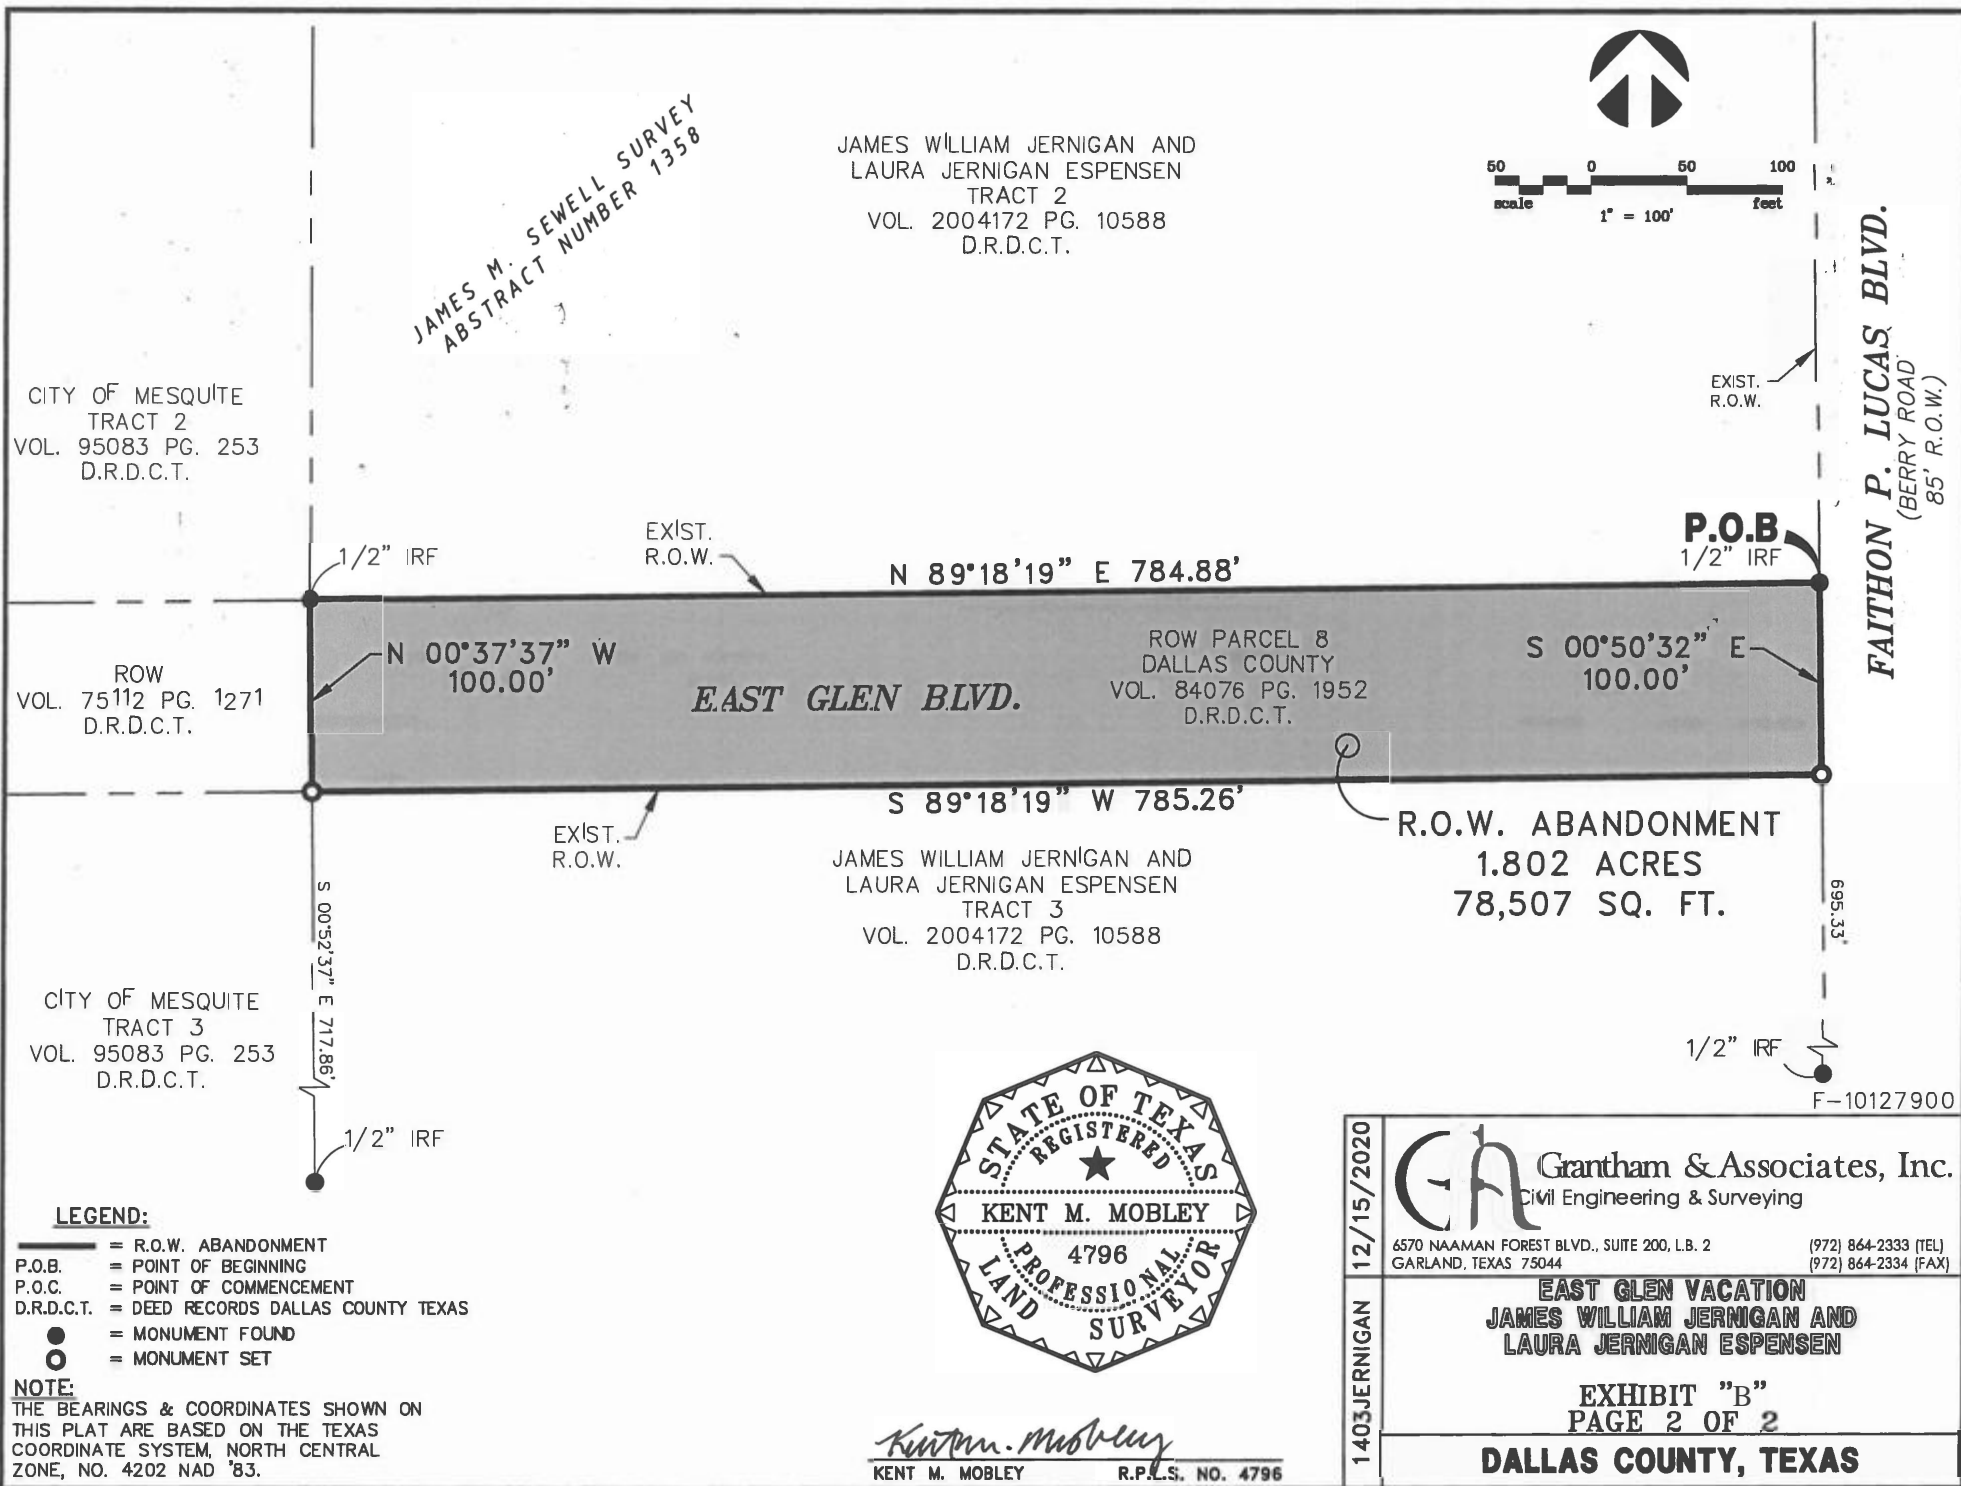 JAMES M. SEWELL SURVEY
ABSTRACT NUMBER 1358
JAMES WILLIAM JERNIGAN AND
LAURA JERNIGAN ESPENSEN
TRACT 2
VOL. 2004172 PG. 10588
D.R.D.C.T.
50 0 50 100
scale feet
1" = 100'
FAITHON P. LUCAS BLVD.
(BERRY ROAD
85' R.O.W.)
EXIST.
R.O.W.
CITY OF MESQUITE
TRACT 2
VOL. 95083 PG. 253
D.R.D.C.T.
1/2" IRF
EXIST.
R.O.W.
N 89°18'19" E 784.88'
P.O.B
1/2" IRF
ROW
VOL. 75112 PG. 1271
D.R.D.C.T.
N 00°37'37" W
100.00'
EAST GLEN BLVD.
ROW PARCEL 8
DALLAS COUNTY
VOL. 84076 PG. 1952
D.R.D.C.T.
S 00°50'32" E
100.00'
EXIST.
R.O.W.
S 89°18'19" W 785.26'
R.O.W. ABANDONMENT
1.802 ACRES
78,507 SQ. FT.
JAMES WILLIAM JERNIGAN AND
LAURA JERNIGAN ESPENSEN
TRACT 3
VOL. 2004172 PG. 10588
D.R.D.C.T.
S 00°52'37" E 717.86'
695.33'
CITY OF MESQUITE
TRACT 3
VOL. 95083 PG. 253
D.R.D.C.T.
1/2" IRF
1/2" IRF
F-10127900
LEGEND:
= R.O.W. ABANDONMENT
P.O.B. = POINT OF BEGINNING
P.O.C. = POINT OF COMMENCEMENT
D.R.D.C.T. = DEED RECORDS DALLAS COUNTY TEXAS
= MONUMENT FOUND
= MONUMENT SET
NOTE:
THE BEARINGS & COORDINATES SHOWN ON
THIS PLAT ARE BASED ON THE TEXAS
COORDINATE SYSTEM, NORTH CENTRAL
ZONE, NO. 4202 NAD '83.
STATE OF TEXAS
REGISTERED
KENT M. MOBLEY
4796
PROFESSIONAL
LAND SURVEYOR
Kent M. Mobley
KENT M. MOBLEY R.P.L.S. NO. 4796
12/15/2020
1403JERNIGAN
GA
Grantham & Associates, Inc.
Civil Engineering & Surveying
6570 NAAMAN FOREST BLVD., SUITE 200, L.B. 2 (972) 864-2333 (TEL)
GARLAND, TEXAS 75044 (972) 864-2334 (FAX)
EAST GLEN VACATION
JAMES WILLIAM JERNIGAN AND
LAURA JERNIGAN ESPENSEN
EXHIBIT "B"
PAGE 2 OF 2
DALLAS COUNTY, TEXAS